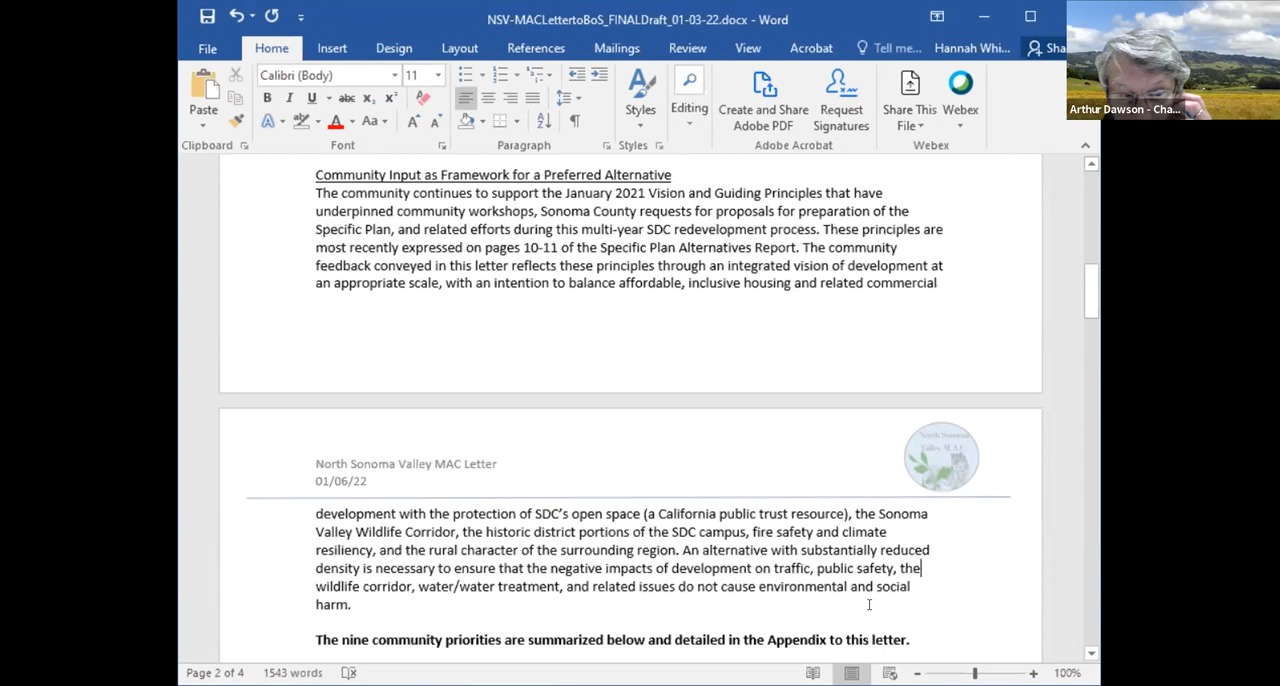 NSV-MACLettertoBoS_FINALDraft_01-03-22.docx - Word
File Home Insert Design Layout References Mailings Review View Acrobat Tell me... Hannah Whi... Sha
Calibri (Body) 11
Paste
B I U abc X₂ X² 
A A Aa A A
Styles
Editing
Create and Share Adobe PDF
Request Signatures
Share This File
Webex
Clipboard Font Paragraph Styles Adobe Acrobat Webex
Arthur Dawson - Cha...
Community Input as Framework for a Preferred Alternative
The community continues to support the January 2021 Vision and Guiding Principles that have
underpinned community workshops, Sonoma County requests for proposals for preparation of the
Specific Plan, and related efforts during this multi-year SDC redevelopment process. These principles are
most recently expressed on pages 10-11 of the Specific Plan Alternatives Report. The community
feedback conveyed in this letter reflects these principles through an integrated vision of development at
an appropriate scale, with an intention to balance affordable, inclusive housing and related commercial
North Sonoma
Valley M.A.C
North Sonoma Valley MAC Letter
01/06/22
development with the protection of SDC's open space (a California public trust resource), the Sonoma
Valley Wildlife Corridor, the historic district portions of the SDC campus, fire safety and climate
resiliency, and the rural character of the surrounding region. An alternative with substantially reduced
density is necessary to ensure that the negative impacts of development on traffic, public safety, the
wildlife corridor, water/water treatment, and related issues do not cause environmental and social
harm.
The nine community priorities are summarized below and detailed in the Appendix to this letter.
Page 2 of 4 1543 words 100%